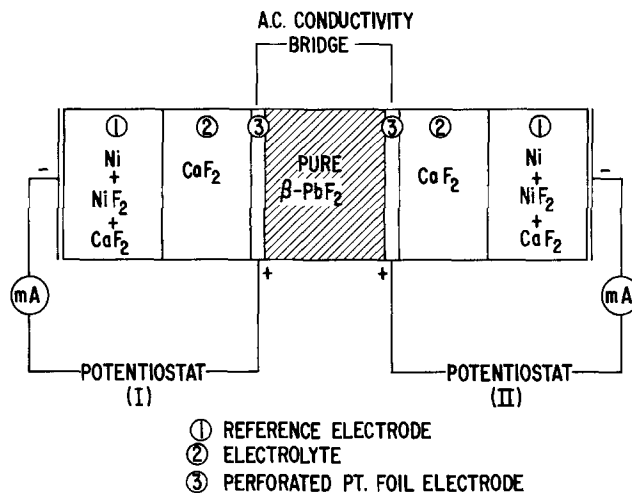 A.C. CONDUCTIVITY
BRIDGE
① ② ③ ③ ② ①
Ni
+
NiF₂
+
CaF₂
CaF₂
PURE
β-PbF₂
CaF₂
Ni
+
NiF₂
+
CaF₂
- + + -
mA mA
POTENTIOSTAT
(I)
POTENTIOSTAT
(II)
① REFERENCE ELECTRODE
② ELECTROLYTE
③ PERFORATED PT. FOIL ELECTRODE